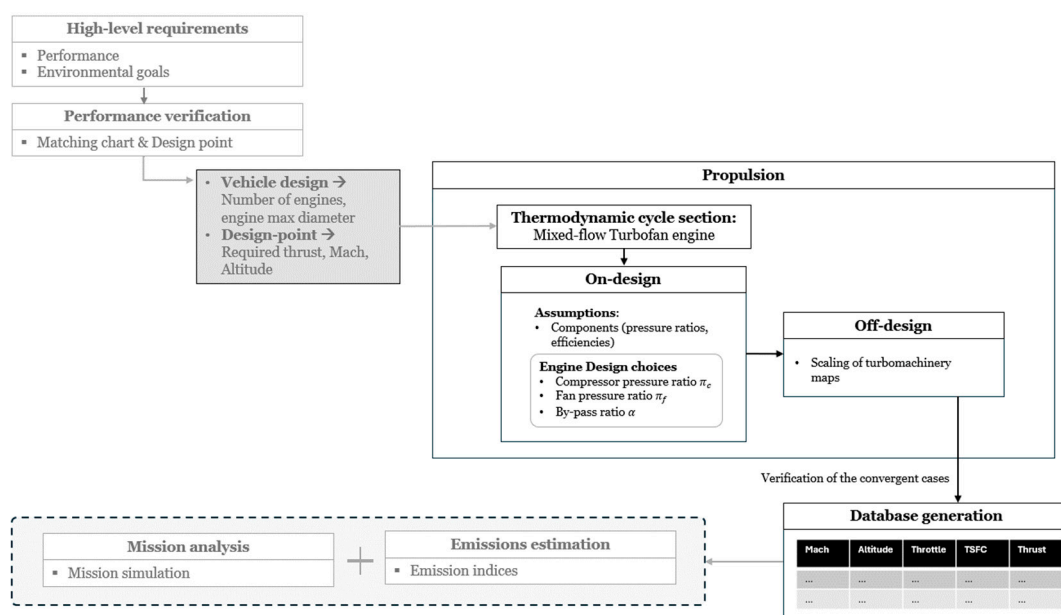 High-level requirements
▪ Performance
▪ Environmental goals
Performance verification
▪ Matching chart & Design point
• Vehicle design →
Number of engines,
engine max diameter
• Design-point →
Required thrust, Mach,
Altitude
Propulsion
Thermodynamic cycle section:
Mixed-flow Turbofan engine
On-design
Assumptions:
• Components (pressure ratios,
efficiencies)
Engine Design choices
• Compressor pressure ratio π_c
• Fan pressure ratio π_f
• By-pass ratio α
Off-design
▪ Scaling of turbomachinery
maps
Verification of the convergent cases
Database generation
Mach Altitude Throttle TSFC Thrust
... ... ... ... ...
... ... ... ... ...
Mission analysis
▪ Mission simulation
+
Emissions estimation
▪ Emission indices